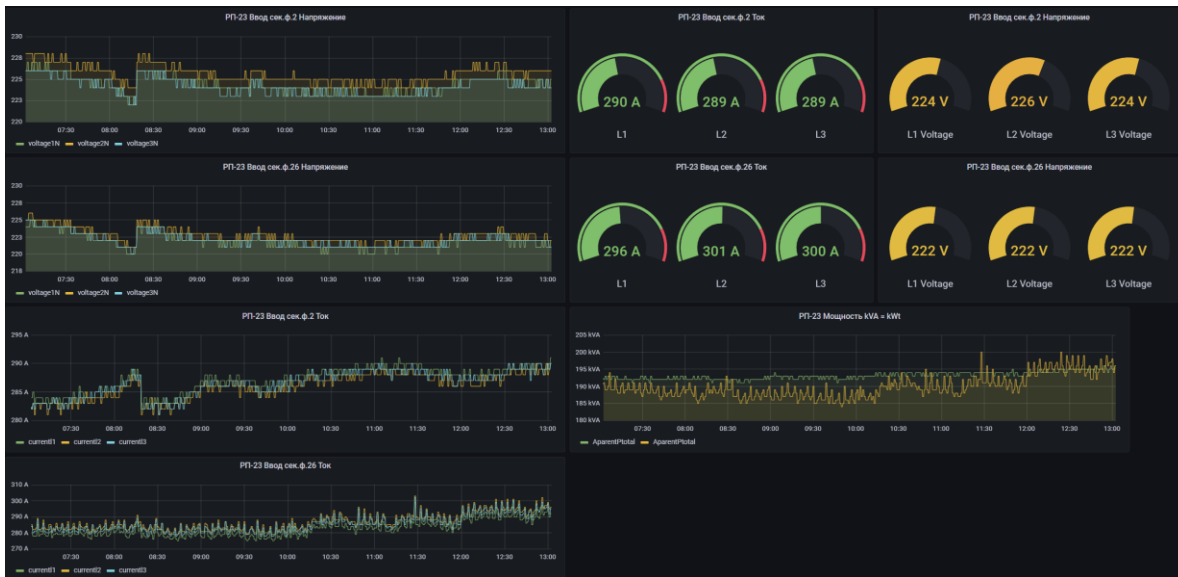 РП-23 Ввод сек.ф.2 Напряжение
230
228
225
223
220
07:30 08:00 08:30 09:00 09:30 10:00 10:30 11:00 11:30 12:00 12:30 13:00
voltage1N voltage2N voltage3N
РП-23 Ввод сек.ф.2 Ток
290 A 289 A 289 A
L1 L2 L3
РП-23 Ввод сек.ф.2 Напряжение
224 V 226 V 224 V
L1 Voltage L2 Voltage L3 Voltage
РП-23 Ввод сек.ф.26 Напряжение
230
228
225
223
220
218
07:30 08:00 08:30 09:00 09:30 10:00 10:30 11:00 11:30 12:00 12:30 13:00
voltage1N voltage2N voltage3N
РП-23 Ввод сек.ф.26 Ток
296 A 301 A 300 A
L1 L2 L3
РП-23 Ввод сек.ф.26 Напряжение
222 V 222 V 222 V
L1 Voltage L2 Voltage L3 Voltage
РП-23 Ввод сек.ф.2 Ток
295 A
290 A
285 A
280 A
07:30 08:00 08:30 09:00 09:30 10:00 10:30 11:00 11:30 12:00 12:30 13:00
currentl1 currentl2 currentl3
РП-23 Мощность kVA = kWt
205 kVA
200 kVA
195 kVA
190 kVA
185 kVA
180 kVA
07:30 08:00 08:30 09:00 09:30 10:00 10:30 11:00 11:30 12:00 12:30 13:00
AparentPtotal AparentPtotal
РП-23 Ввод сек.ф.26 Ток
310 A
300 A
290 A
280 A
270 A
07:30 08:00 08:30 09:00 09:30 10:00 10:30 11:00 11:30 12:00 12:30 13:00
currentl1 currentl2 currentl3